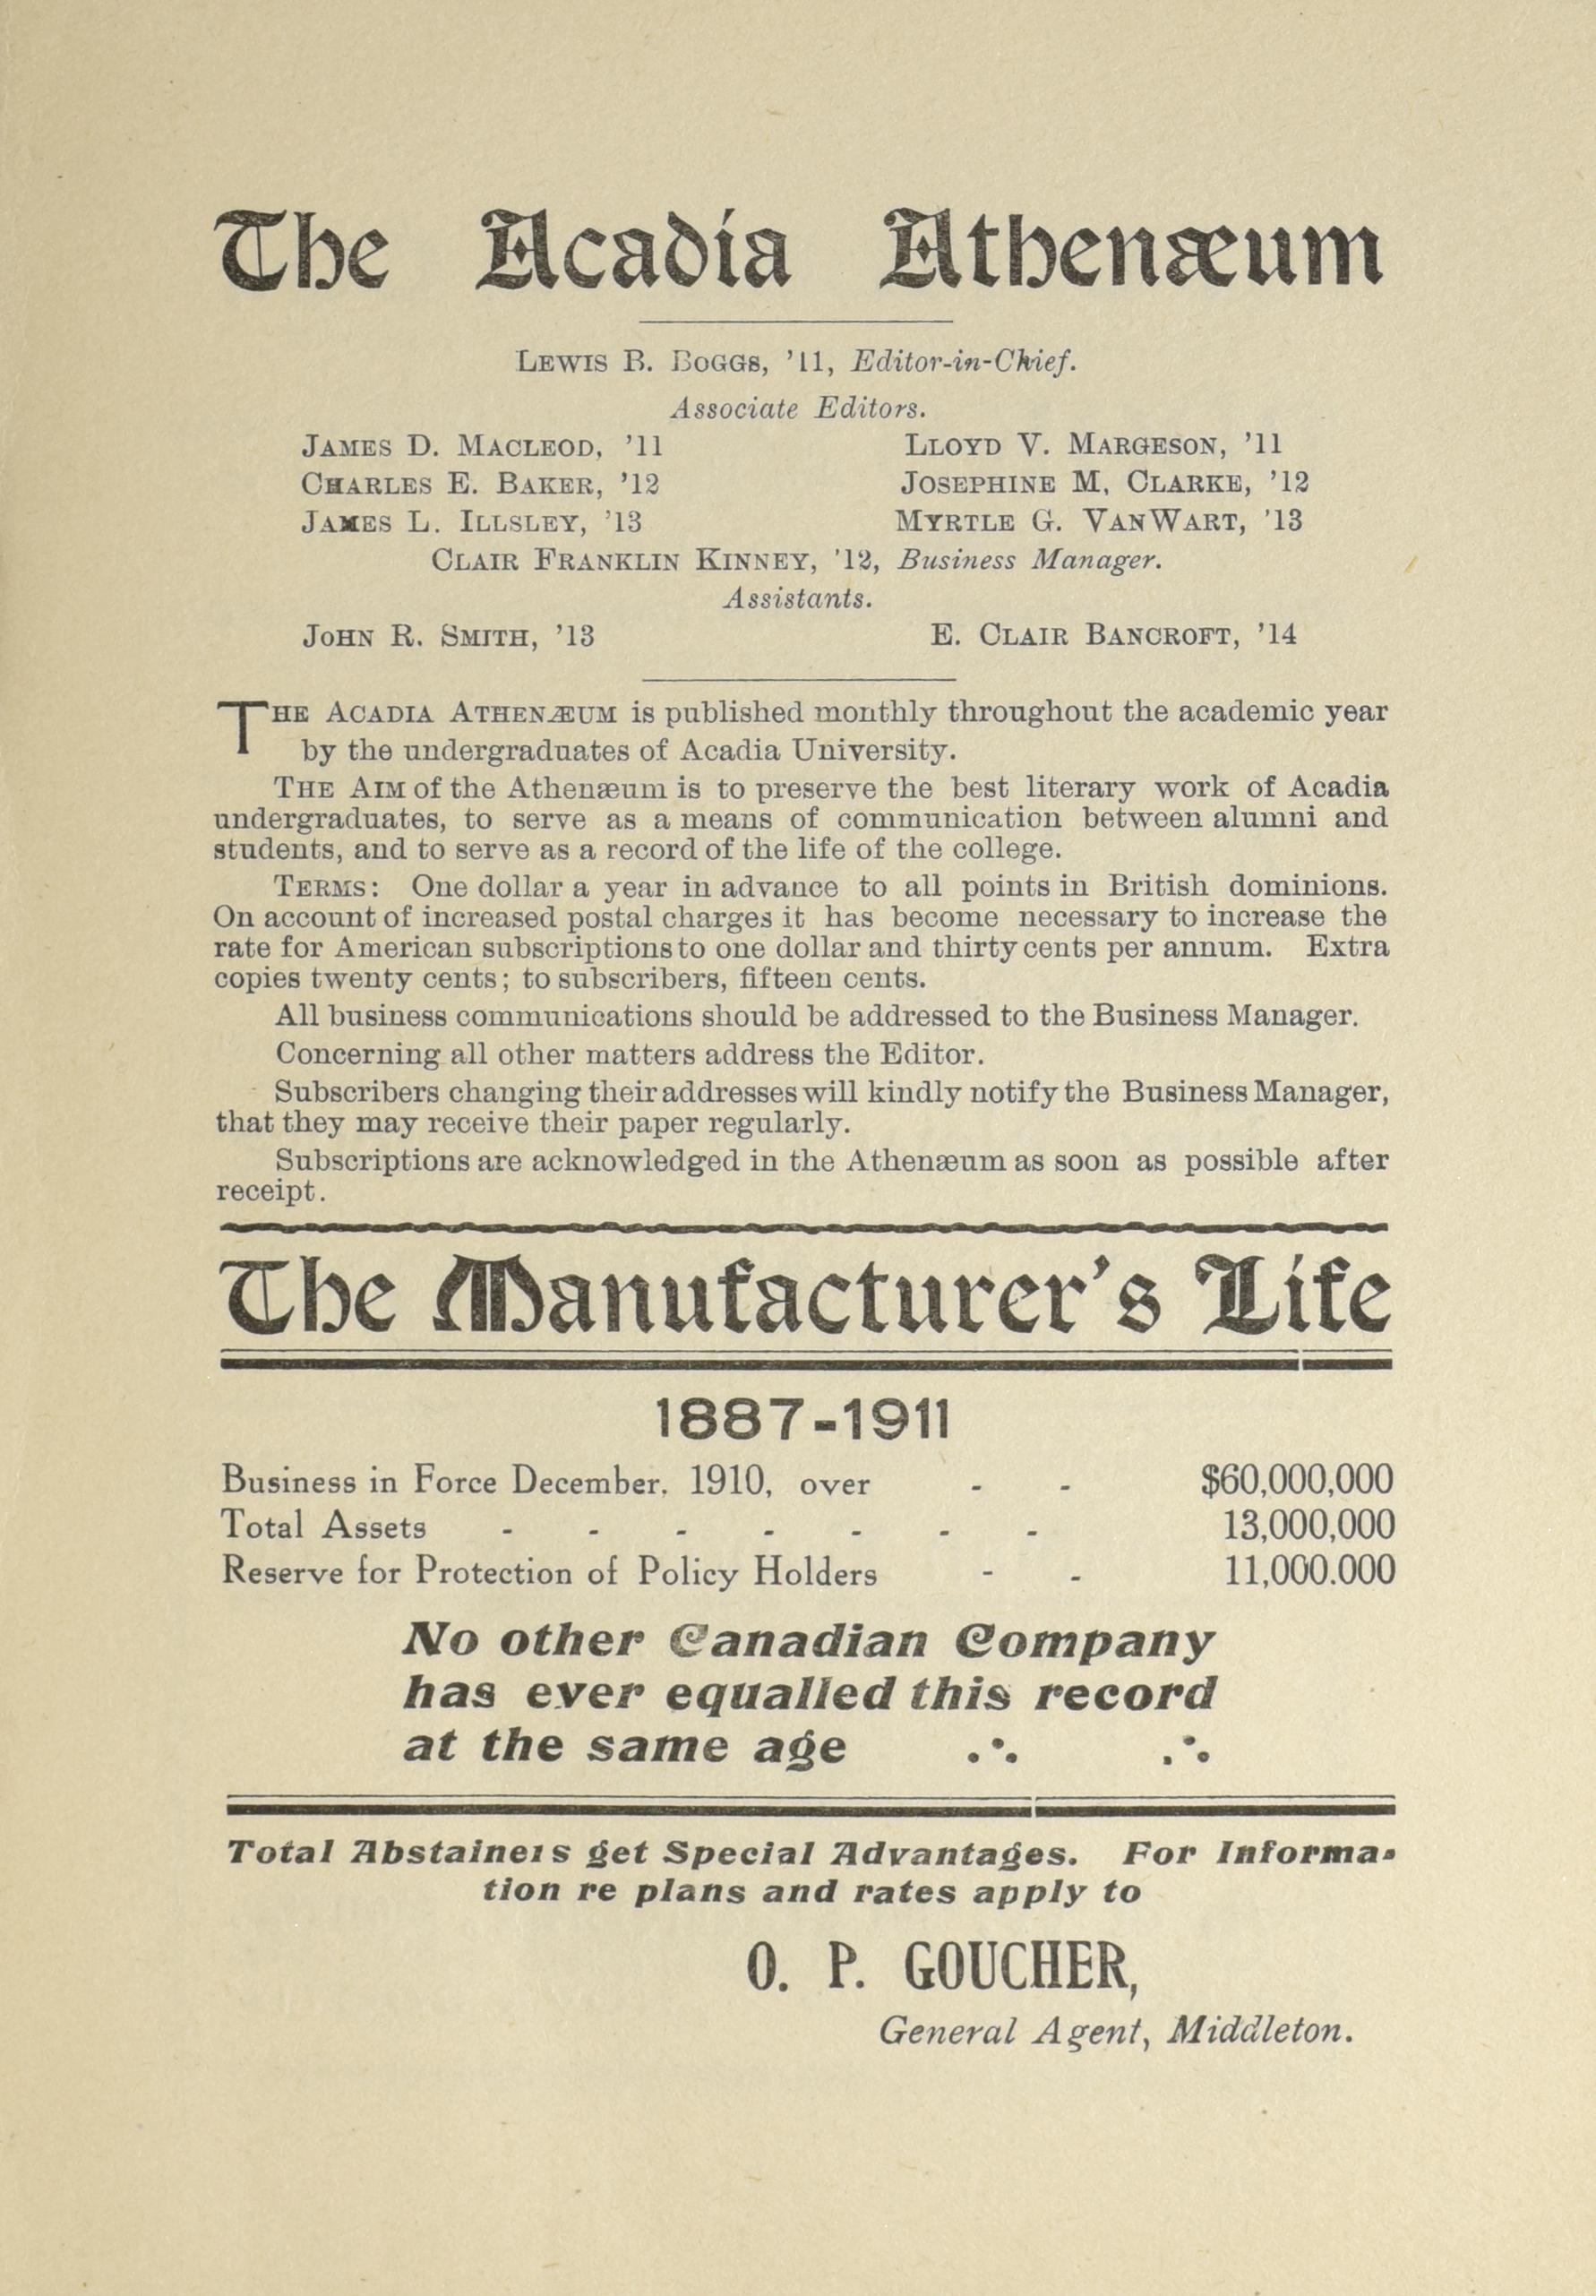 The Acadia Athenæum
LEWIS B. BOGGS, '11, Editor-in-Chief.
Associate Editors.
JAMES D. MACLEOD, '11 LLOYD V. MARGESON, '11
CHARLES E. BAKER, '12 JOSEPHINE M. CLARKE, '12
JAMES L. ILLSLEY, '13 MYRTLE G. VANWART, '13
CLAIR FRANKLIN KINNEY, '12, Business Manager.
Assistants.
JOHN R. SMITH, '13 E. CLAIR BANCROFT, '14
THE ACADIA ATHENÆUM is published monthly throughout the academic year
by the undergraduates of Acadia University.
THE AIM of the Athenæum is to preserve the best literary work of Acadia
undergraduates, to serve as a means of communication between alumni and
students, and to serve as a record of the life of the college.
TERMS: One dollar a year in advance to all points in British dominions.
On account of increased postal charges it has become necessary to increase the
rate for American subscriptions to one dollar and thirty cents per annum. Extra
copies twenty cents; to subscribers, fifteen cents.
All business communications should be addressed to the Business Manager.
Concerning all other matters address the Editor.
Subscribers changing their addresses will kindly notify the Business Manager,
that they may receive their paper regularly.
Subscriptions are acknowledged in the Athenæum as soon as possible after
receipt.
The Manufacturer's Life
1887-1911
Business in Force December. 1910, over - - $60,000,000
Total Assets - - - - - - - 13,000,000
Reserve for Protection of Policy Holders - - 11,000.000
No other Canadian Company
has ever equalled this record
at the same age ∴ ∴
Total Abstainers get Special Advantages. For Informa-
tion re plans and rates apply to
O. P. GOUCHER,
General Agent, Middleton.